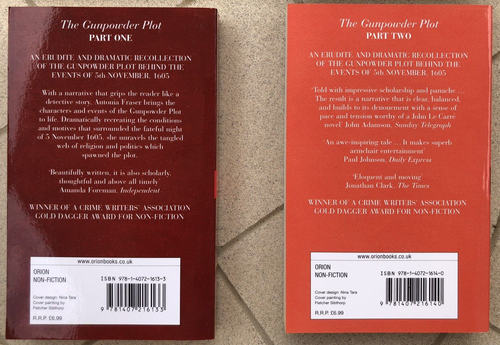 The Gunpowder Plot
PART ONE
AN ERUDITE AND DRAMATIC RECOLLECTION
OF THE GUNPOWDER PLOT BEHIND THE
EVENTS OF 5th NOVEMBER, 1605
With a narrative that grips the reader like a
detective story, Antonia Fraser brings the
characters and events of the Gunpowder Plot
to life. Dramatically recreating the conditions and
motives that surrounded the fateful night
of 5 November 1605, she unravels the tangled
web of religion and politics which
spawned the plot.
'Beautifully written, it is also scholarly,
thoughtful and above all timely'
Amanda Foreman, Independent
WINNER OF A CRIME WRITERS' ASSOCIATION
GOLD DAGGER AWARD FOR NON-FICTION
www.orionbooks.co.uk
ORION
NON-FICTION
Cover design: Nina Tara
Cover painting by
Fletcher Sibthorp
R.R.P. £6.99
ISBN 978-1-4072-1613-3
9 781407 216133
The Gunpowder Plot
PART TWO
AN ERUDITE AND DRAMATIC RECOLLECTION
OF THE GUNPOWDER PLOT BEHIND THE
EVENTS OF 5th NOVEMBER, 1605
'Told with impressive scholarship and panache ...
The result is a narrative that is clear, balanced,
and builds to its denouement with a sense of
pace and tension worthy of a John Le Carré
novel' John Adamson, Sunday Telegraph
'An awe-inspiring tale ... It makes superb
armchair entertainment'
Paul Johnson, Daily Express
'Eloquent and moving'
Jonathan Clark, The Times
WINNER OF A CRIME WRITERS' ASSOCIATION
GOLD DAGGER AWARD FOR NON-FICTION
www.orionbooks.co.uk
ORION
NON-FICTION
Cover design: Nina Tara
Cover painting by
Fletcher Sibthorp
R.R.P. £6.99
ISBN 978-1-4072-1614-0
9 781407 216140